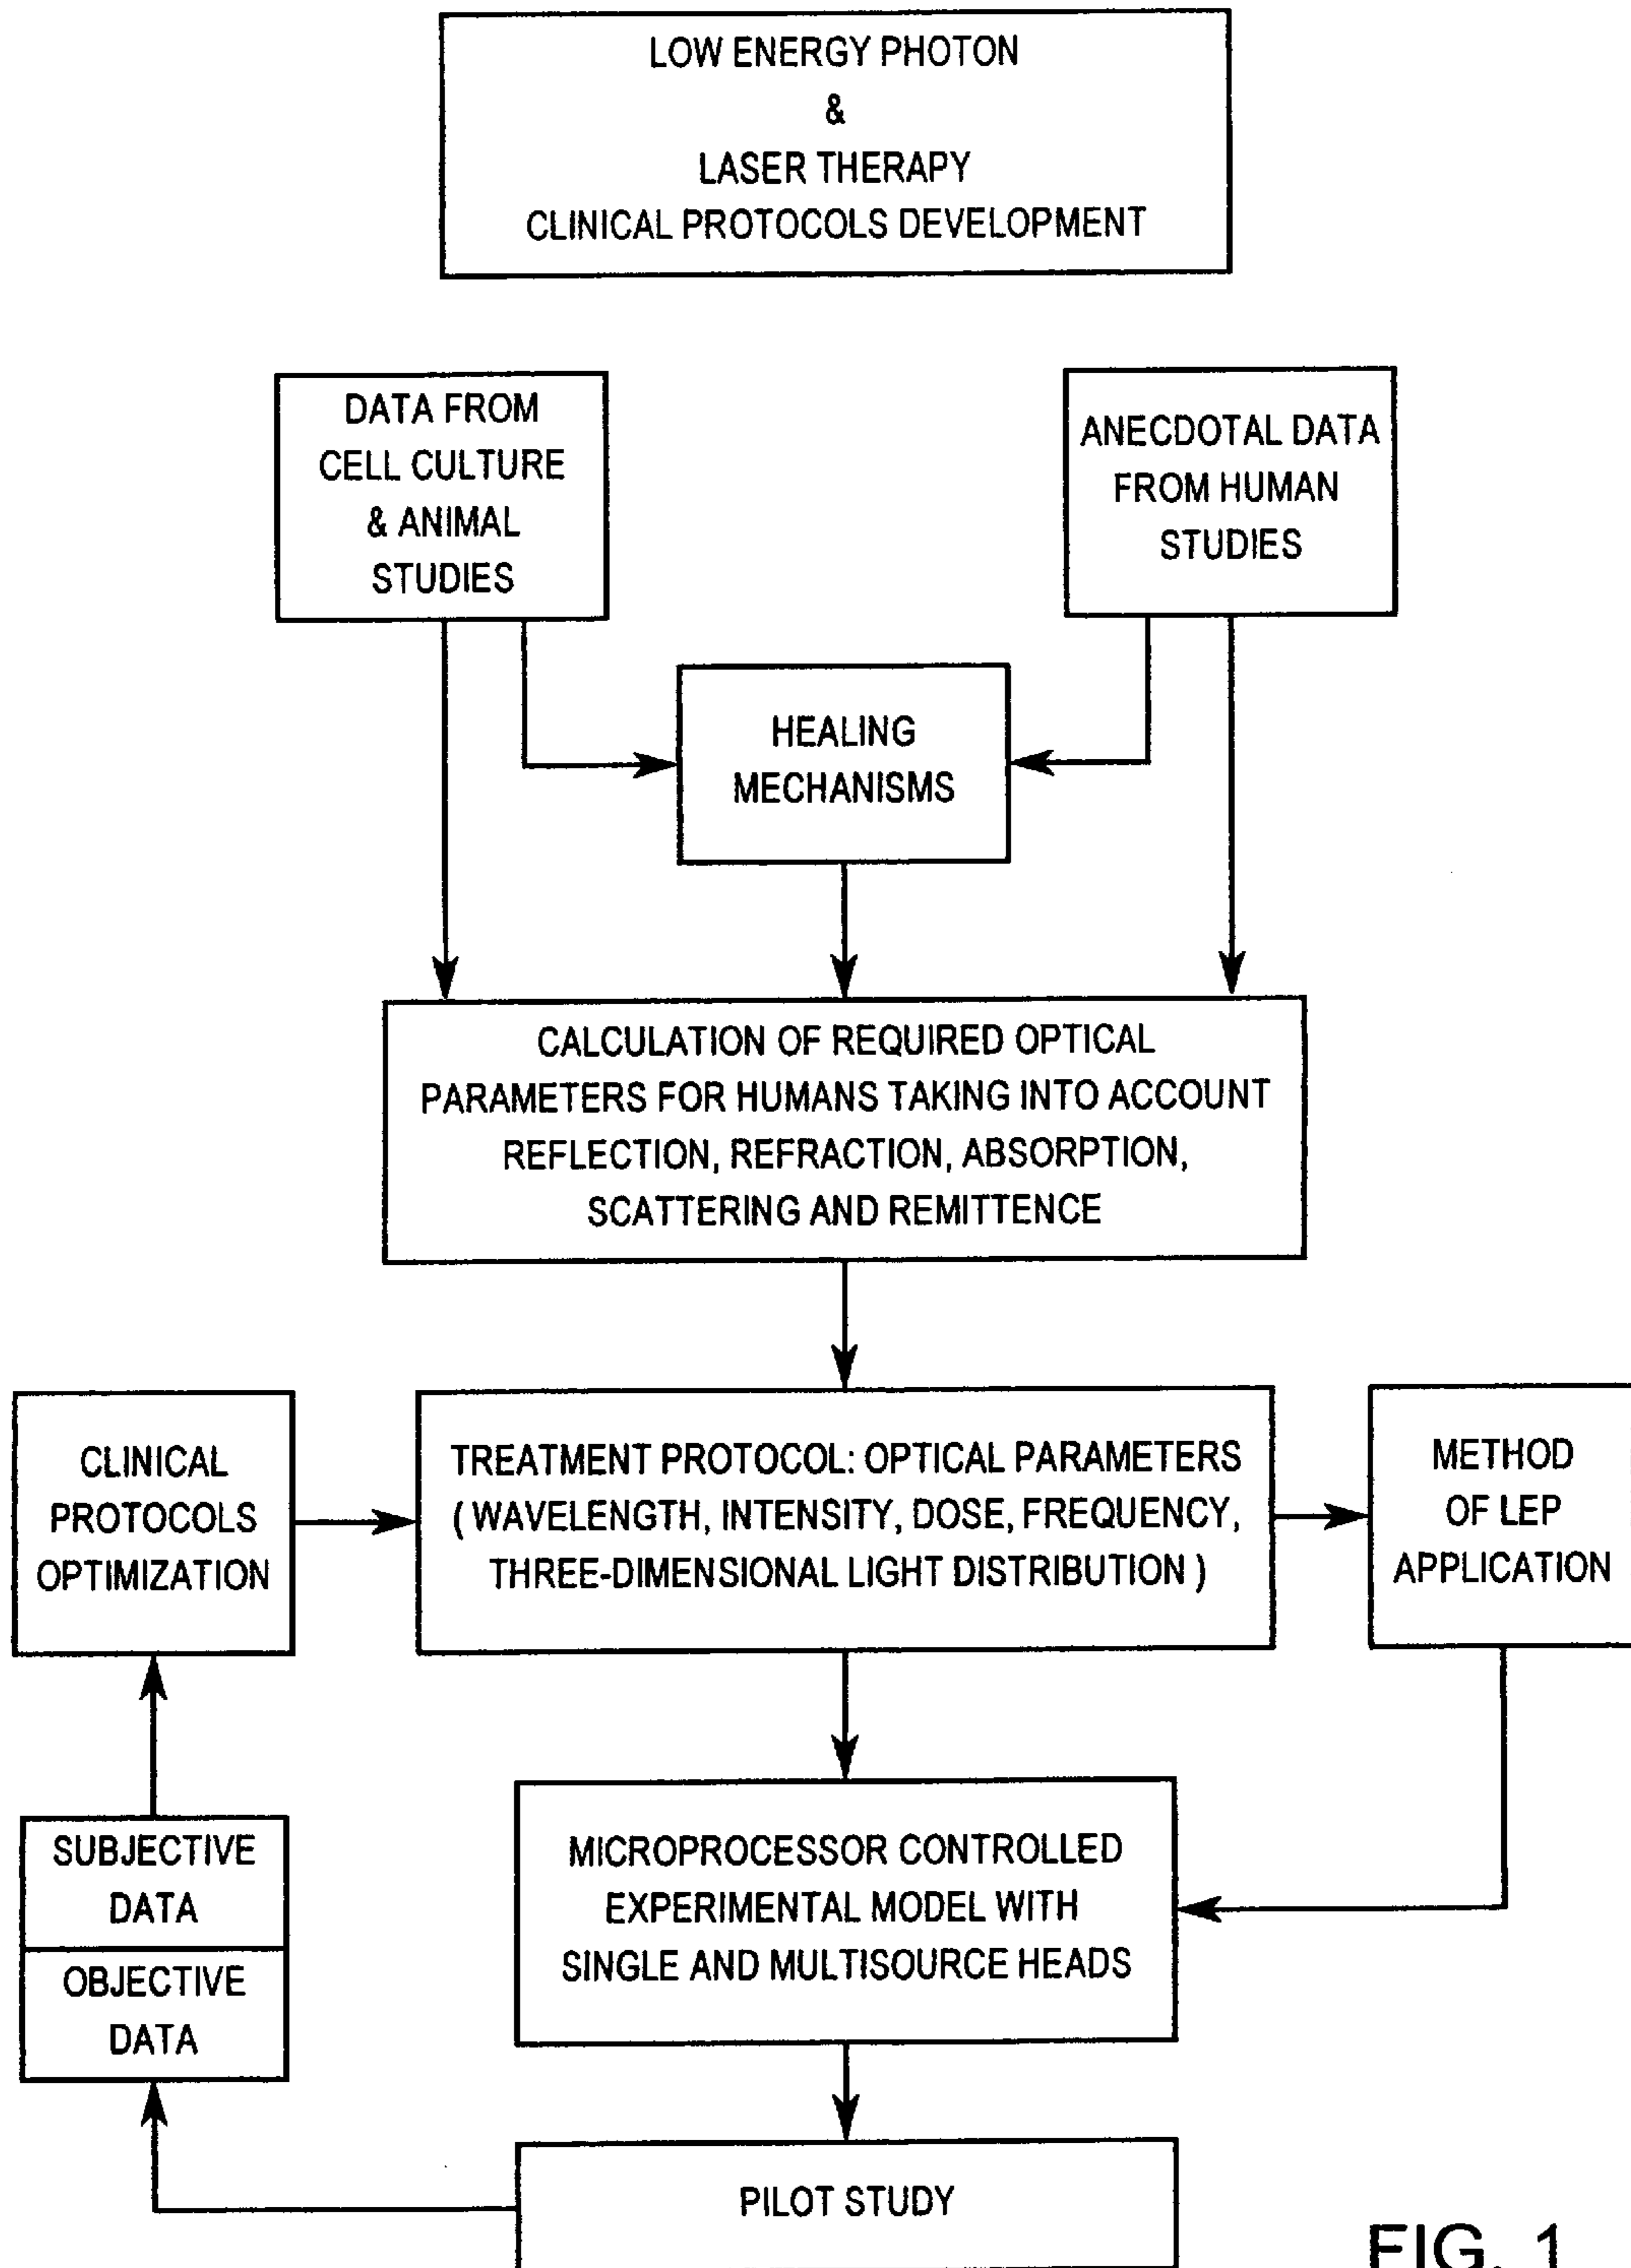 LOW ENERGY PHOTON
&
LASER THERAPY
CLINICAL PROTOCOLS DEVELOPMENT
DATA FROM
CELL CULTURE
& ANIMAL
STUDIES
ANECDOTAL DATA
FROM HUMAN
STUDIES
HEALING
MECHANISMS
CALCULATION OF REQUIRED OPTICAL
PARAMETERS FOR HUMANS TAKING INTO ACCOUNT
REFLECTION, REFRACTION, ABSORPTION,
SCATTERING AND REMITTENCE
CLINICAL
PROTOCOLS
OPTIMIZATION
TREATMENT PROTOCOL: OPTICAL PARAMETERS
( WAVELENGTH, INTENSITY, DOSE, FREQUENCY,
THREE-DIMENSIONAL LIGHT DISTRIBUTION )
METHOD
OF LEP
APPLICATION
SUBJECTIVE
DATA
OBJECTIVE
DATA
MICROPROCESSOR CONTROLLED
EXPERIMENTAL MODEL WITH
SINGLE AND MULTISOURCE HEADS
PILOT STUDY
FIG. 1